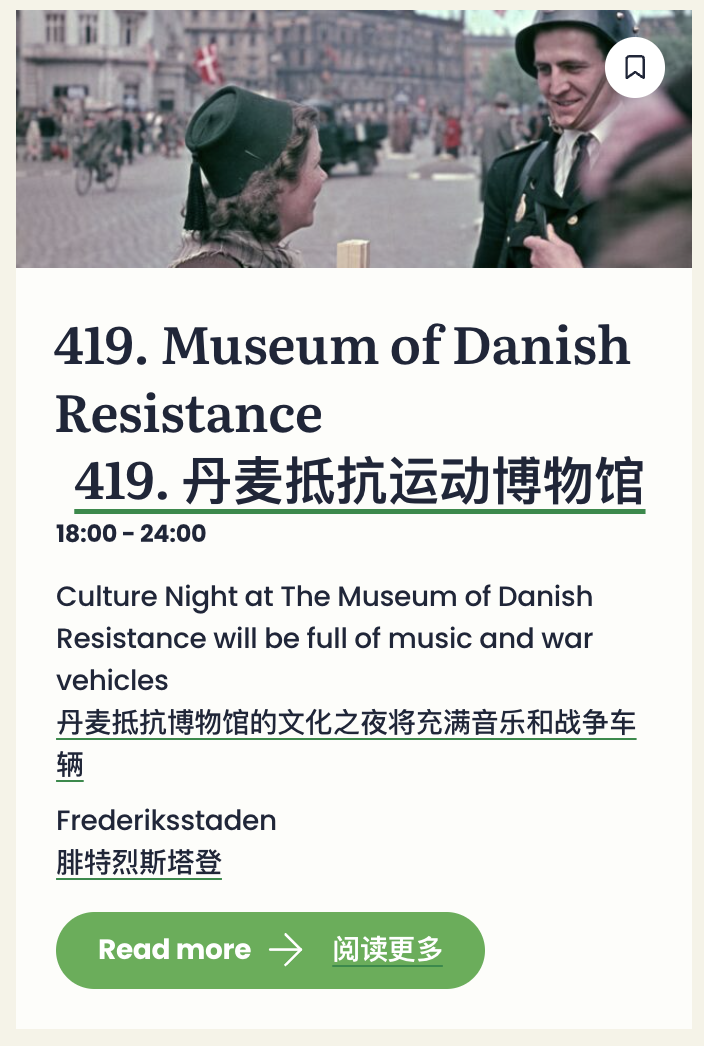 419. Museum of Danish
Resistance
419. 丹麦抵抗运动博物馆
18:00 – 24:00
Culture Night at The Museum of Danish
Resistance will be full of music and war
vehicles
丹麦抵抗博物馆的文化之夜将充满音乐和战争车
辆
Frederiksstaden
腓特烈斯塔登
Read more → 阅读更多